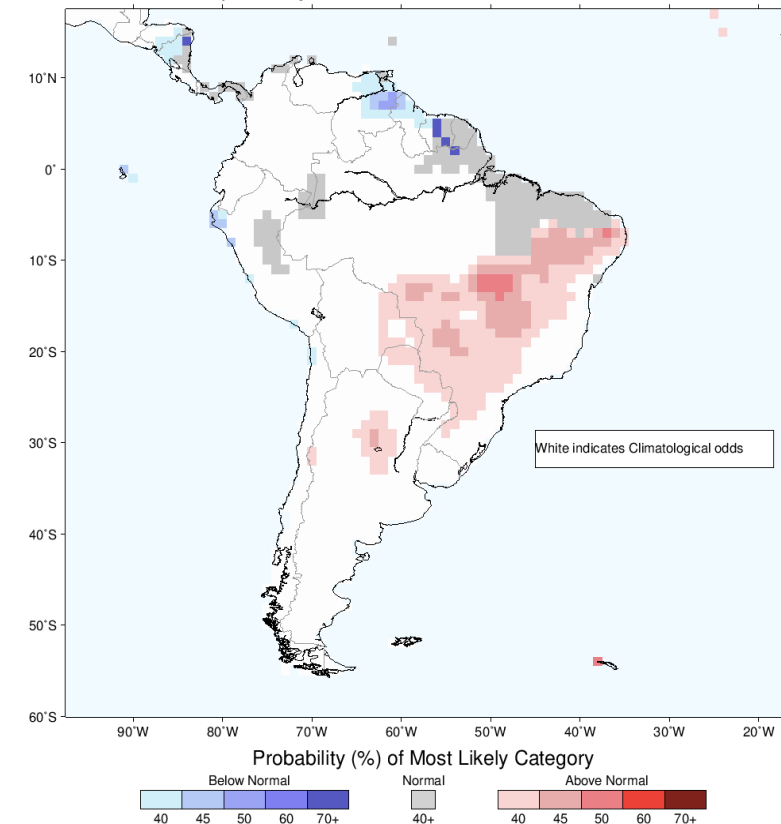 10˚N
0˚
10˚S
20˚S
30˚S
40˚S
50˚S
60˚S
White indicates Climatological odds
90˚W 80˚W 70˚W 60˚W 50˚W 40˚W 30˚W 20˚W
Probability (%) of Most Likely Category
Below Normal Normal Above Normal
40 45 50 60 70+ 40+ 40 45 50 60 70+